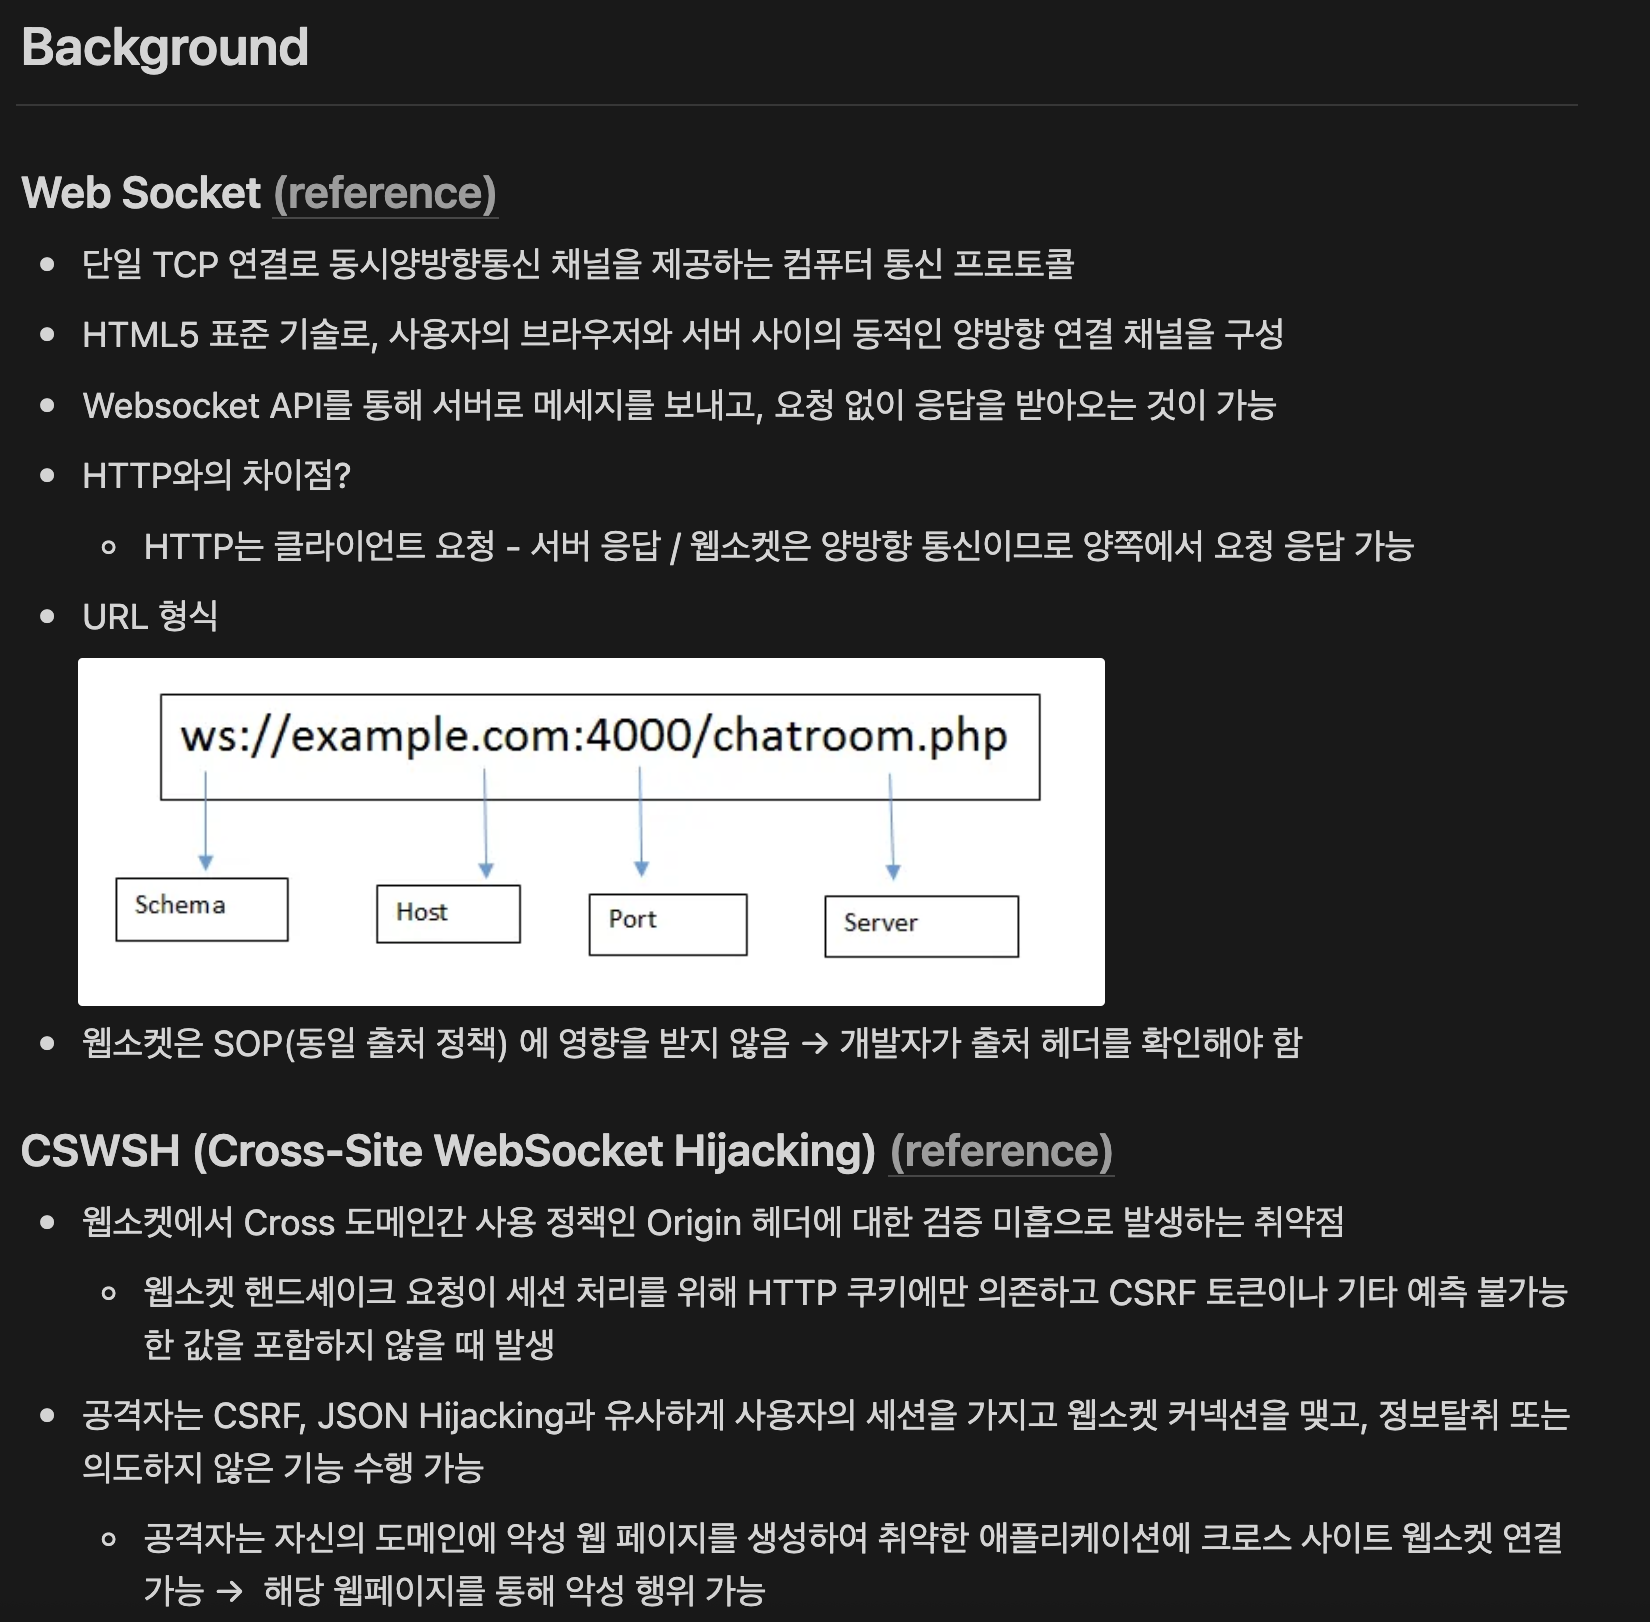 Background
Web Socket (reference)
단일 TCP 연결로 동시양방향통신 채널을 제공하는 컴퓨터 통신 프로토콜
HTML5 표준 기술로, 사용자의 브라우저와 서버 사이의 동적인 양방향 연결 채널을 구성
Websocket API를 통해 서버로 메세지를 보내고, 요청 없이 응답을 받아오는 것이 가능
HTTP와의 차이점?
HTTP는 클라이언트 요청 - 서버 응답 / 웹소켓은 양방향 통신이므로 양쪽에서 요청 응답 가능
URL 형식
ws://example.com:4000/chatroom.php
Schema
Host
Port
Server
웹소켓은 SOP(동일 출처 정책) 에 영향을 받지 않음 → 개발자가 출처 헤더를 확인해야 함
CSWSH (Cross-Site WebSocket Hijacking) (reference)
웹소켓에서 Cross 도메인간 사용 정책인 Origin 헤더에 대한 검증 미흡으로 발생하는 취약점
웹소켓 핸드셰이크 요청이 세션 처리를 위해 HTTP 쿠키에만 의존하고 CSRF 토큰이나 기타 예측 불가능
한 값을 포함하지 않을 때 발생
공격자는 CSRF, JSON Hijacking과 유사하게 사용자의 세션을 가지고 웹소켓 커넥션을 맺고, 정보탈취 또는
의도하지 않은 기능 수행 가능
공격자는 자신의 도메인에 악성 웹 페이지를 생성하여 취약한 애플리케이션에 크로스 사이트 웹소켓 연결
가능 → 해당 웹페이지를 통해 악성 행위 가능